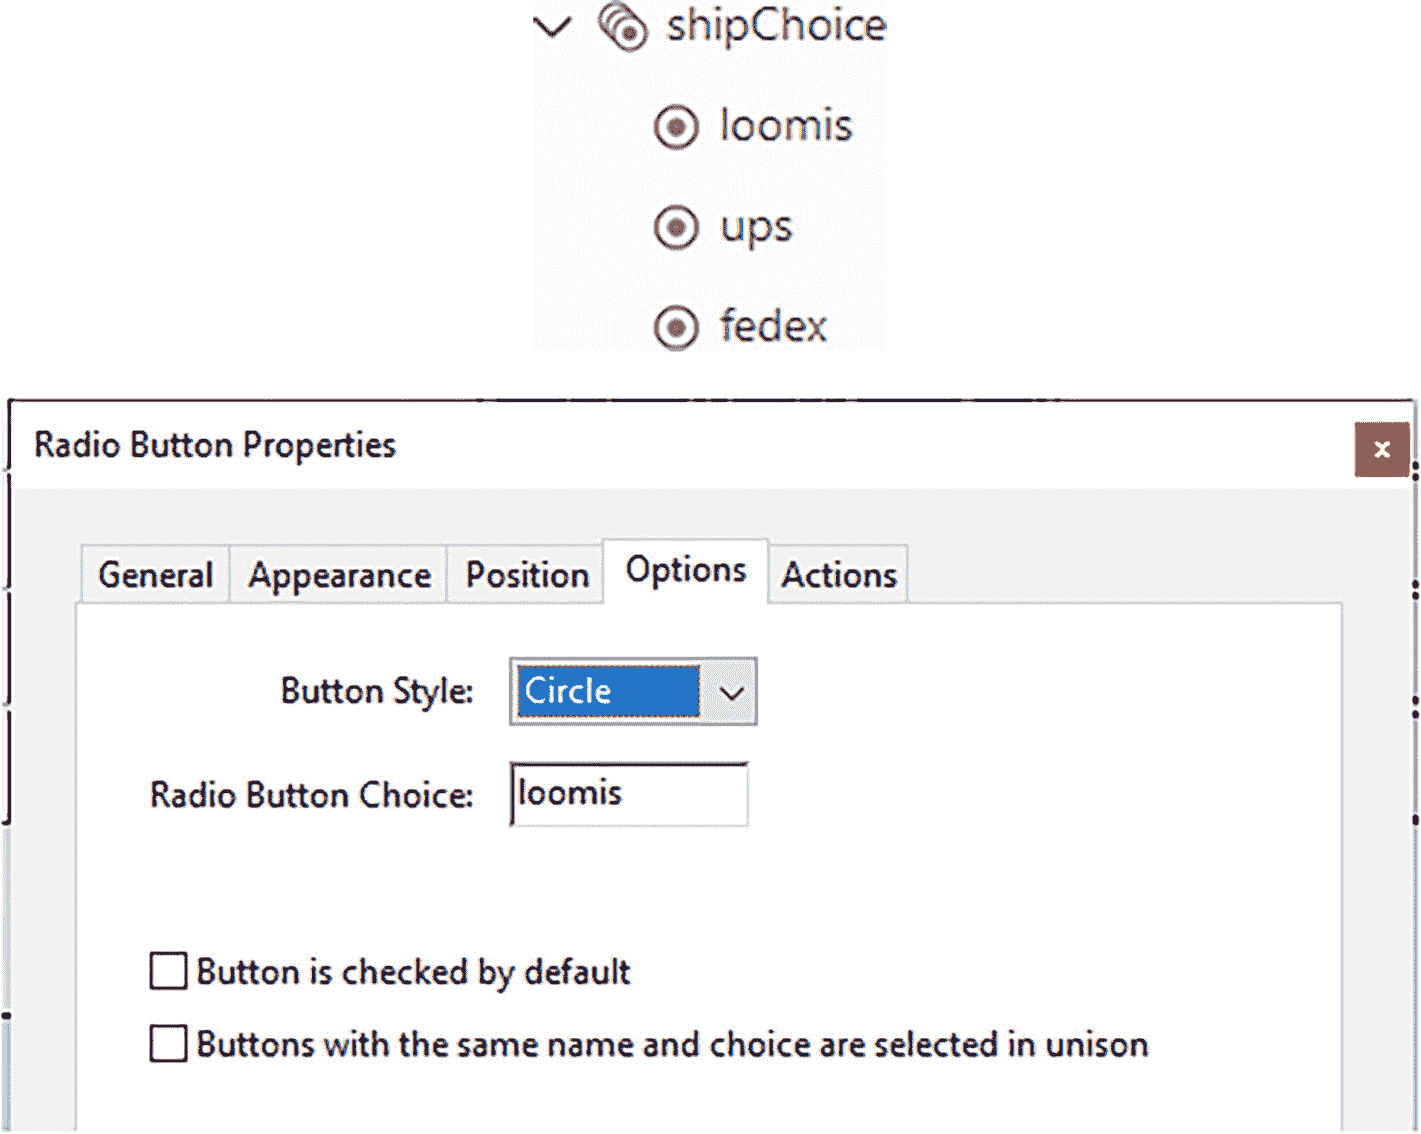 shipChoice
loomis
ups
fedex
Radio Button Properties
General Appearance Position Options Actions
Button Style: Circle
Radio Button Choice: loomis
Button is checked by default
Buttons with the same name and choice are selected in unison